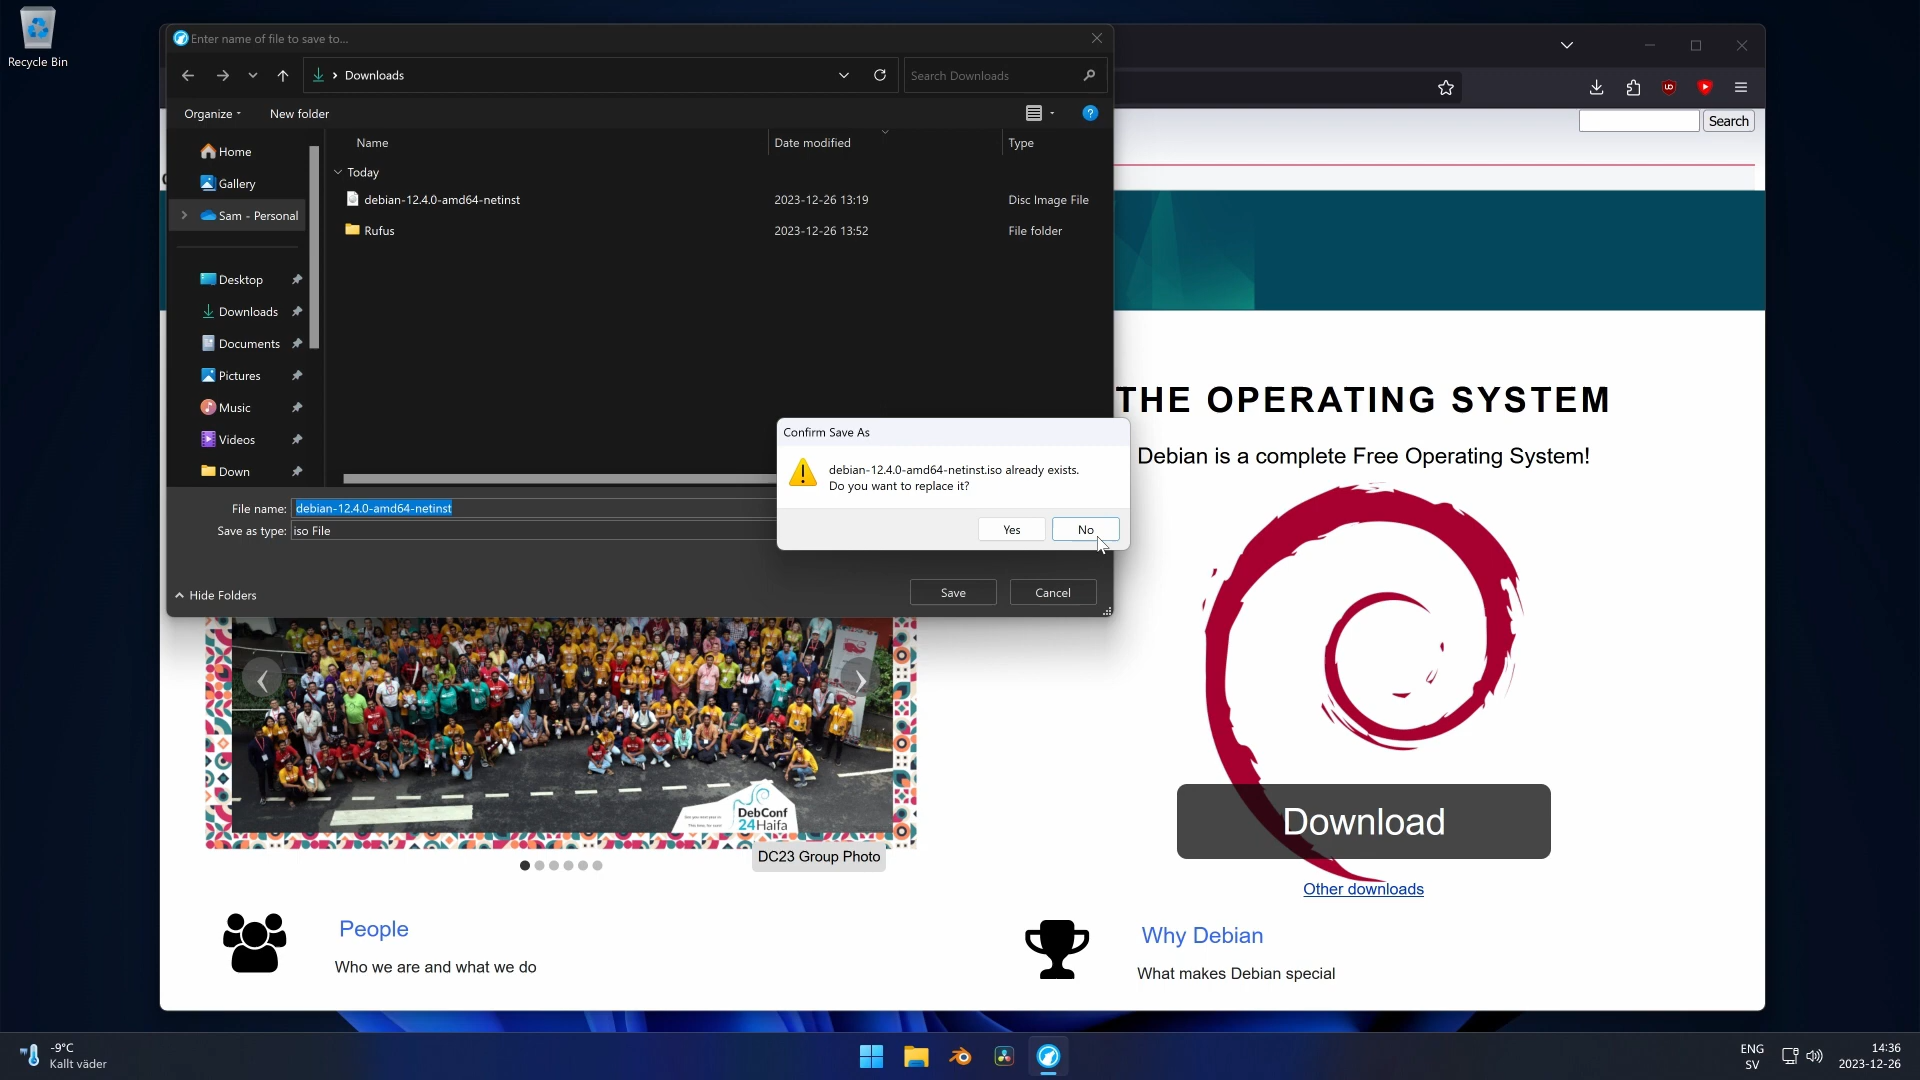 Recycle Bin
Enter name of file to save to...
Downloads
Search Downloads
Organize
New folder
Name
Date modified
Type
Home
Gallery
Sam - Personal
Desktop
Downloads
Documents
Pictures
Music
Videos
Down
Today
debian-12.4.0-amd64-netinst
2023-12-26 13:19
Disc Image File
Rufus
2023-12-26 13:52
File folder
File name:
debian-12.4.0-amd64-netinst
Save as type:
iso File
Hide Folders
Save
Cancel
Confirm Save As
debian-12.4.0-amd64-netinst.iso already exists.
Do you want to replace it?
Yes
No
Search
THE OPERATING SYSTEM
Debian is a complete Free Operating System!
Download
Other downloads
DebConf
24Haifa
DC23 Group Photo
People
Who we are and what we do
Why Debian
What makes Debian special
-9°C
Kallt väder
ENG
SV
14:36
2023-12-26